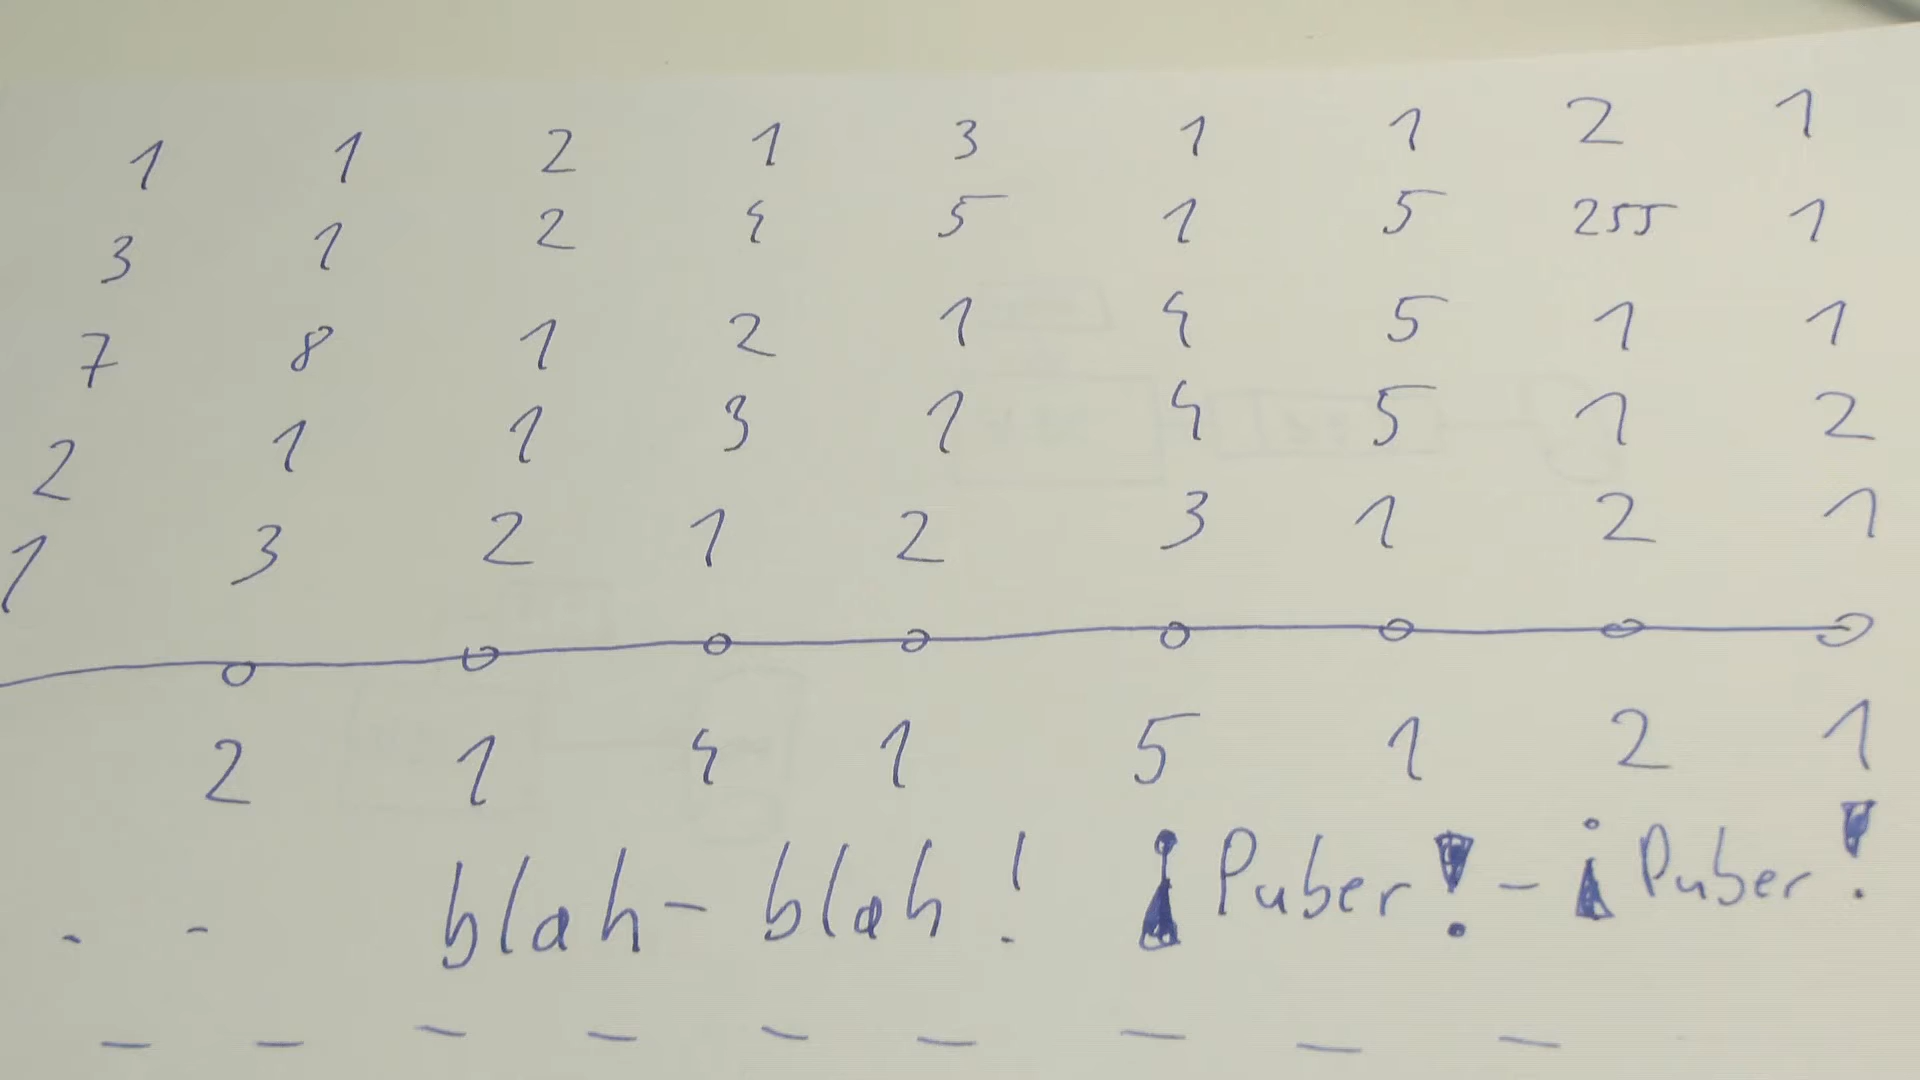 1 1 2 1 3 1 1 2 1
3 1 2 4 5 1 5 255 1
7 8 1 2 1 4 5 1 1
2 1 1 3 1 4 5 1 2
1 3 2 1 2 3 1 2 1
2 1 4 1 5 1 2 1
- - blah - blah! ¡Puber! - ¡Puber!
- - - - - - - - -